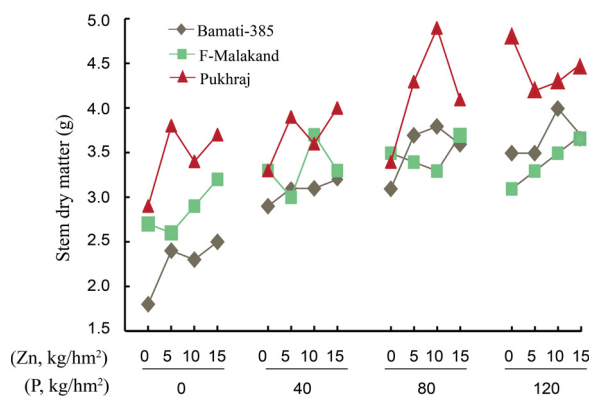 5.0
4.5
4.0
3.5
3.0
2.5
2.0
1.5
Stem dry matter (g)
Bamati-385
F-Malakand
Pukhraj
(Zn, kg/hm²) 0 5 10 15 0 5 10 15 0 5 10 15 0 5 10 15
(P, kg/hm²) 0 40 80 120